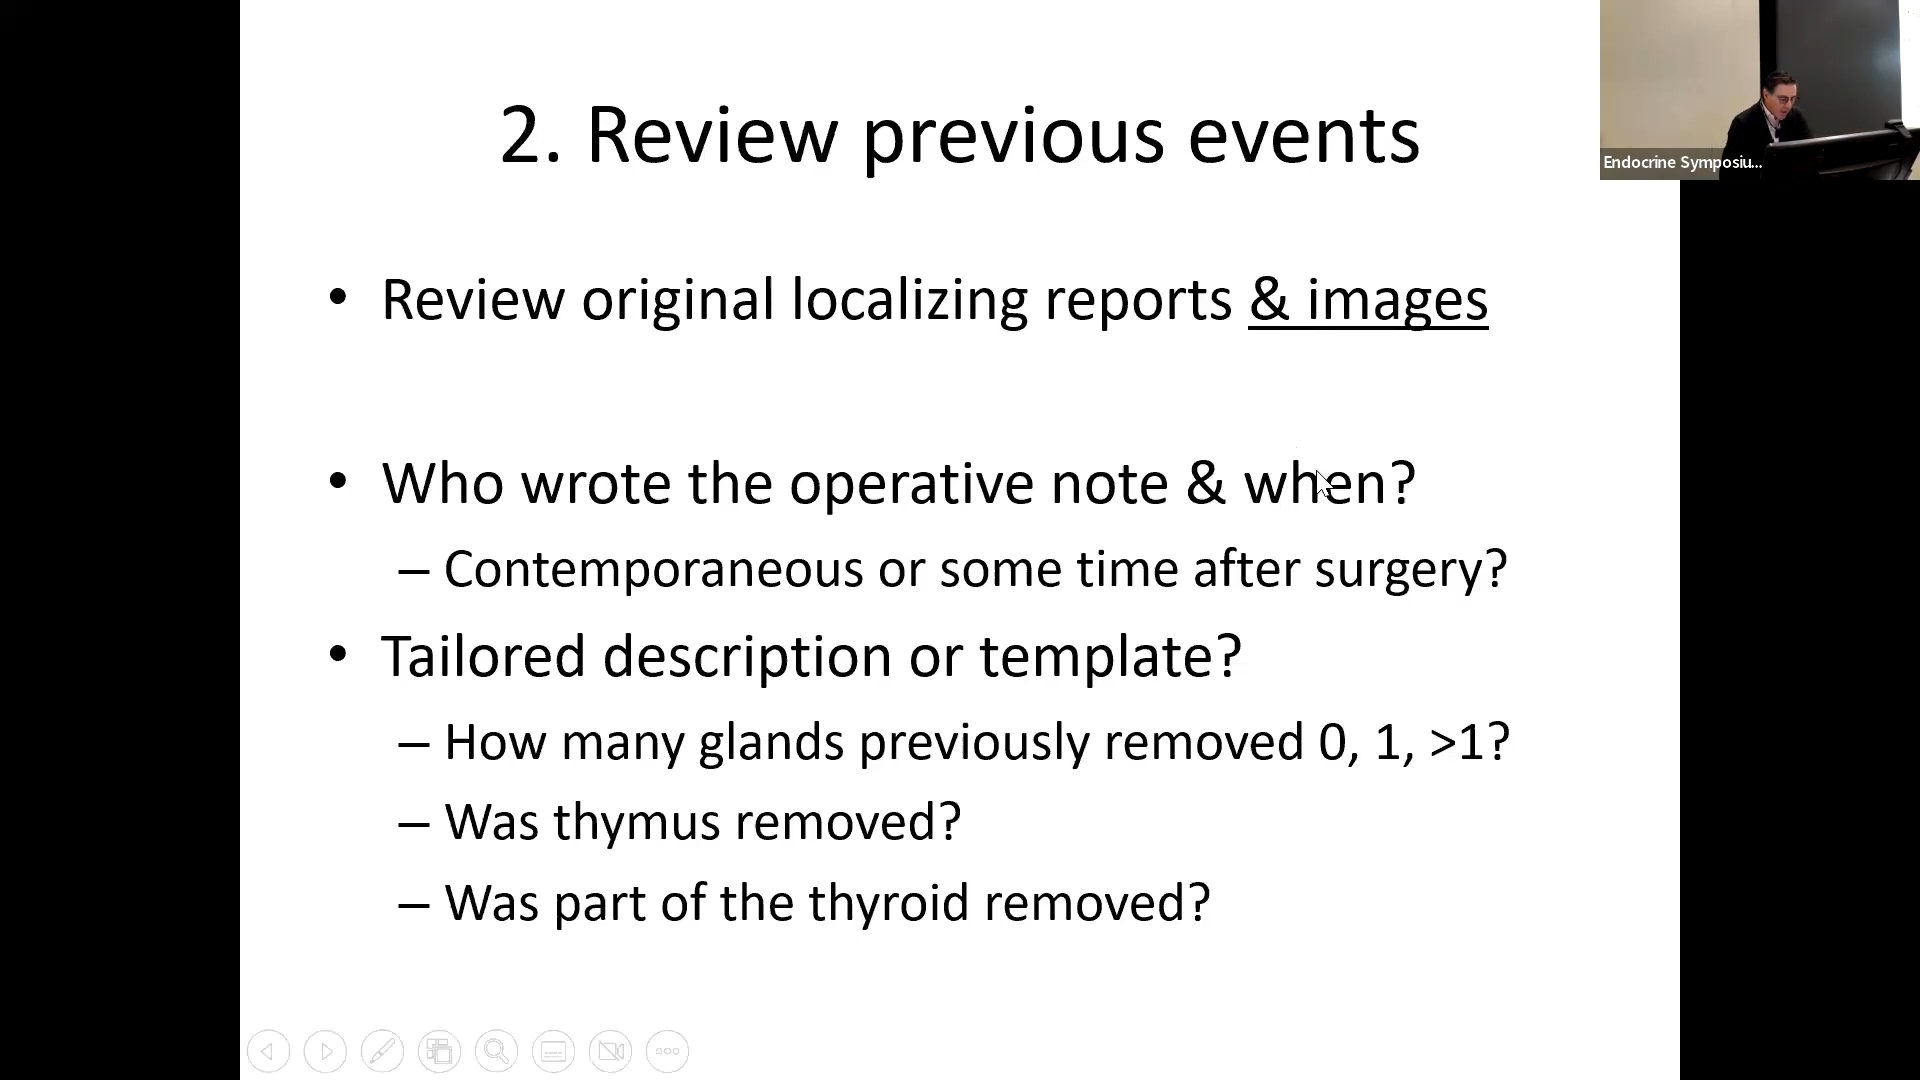 2. Review previous events
Endocrine Symposiu...
• Review original localizing reports & images
• Who wrote the operative note & when?
– Contemporaneous or some time after surgery?
• Tailored description or template?
– How many glands previously removed 0, 1, >1?
– Was thymus removed?
– Was part of the thyroid removed?